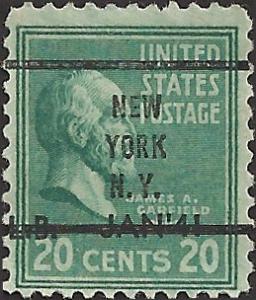 UNITED
STATES
POSTAGE
NEW
YORK
N.Y.
JAMES A.
GARFIELD
L.B. JAN 41
20 CENTS 20